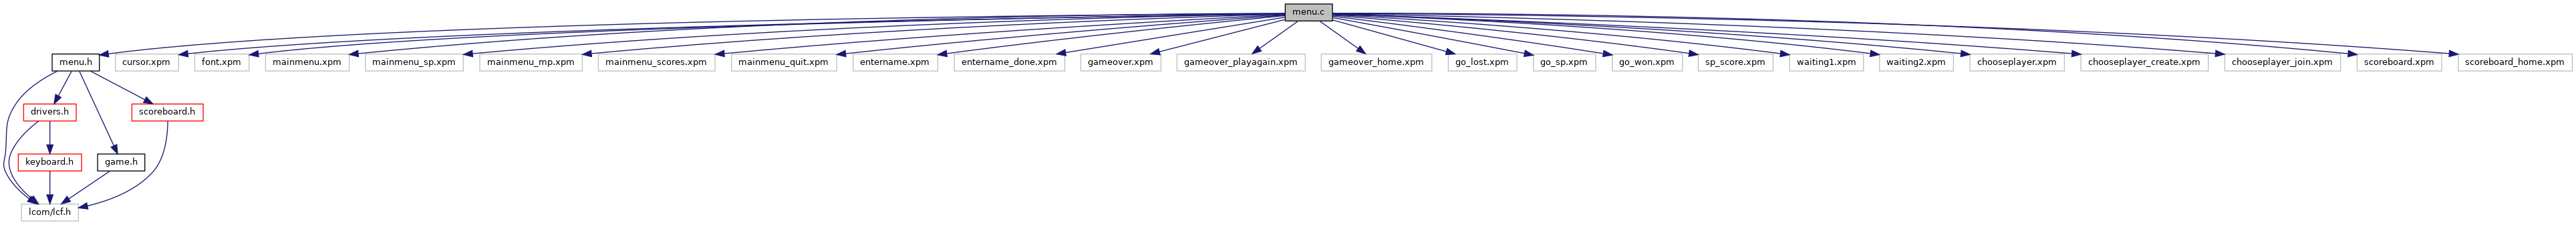 menu.c
menu.h
cursor.xpm
font.xpm
mainmenu.xpm
mainmenu_sp.xpm
mainmenu_mp.xpm
mainmenu_scores.xpm
mainmenu_quit.xpm
entername.xpm
entername_done.xpm
gameover.xpm
gameover_playagain.xpm
gameover_home.xpm
go_lost.xpm
go_sp.xpm
go_won.xpm
sp_score.xpm
waiting1.xpm
waiting2.xpm
chooseplayer.xpm
chooseplayer_create.xpm
chooseplayer_join.xpm
scoreboard.xpm
scoreboard_home.xpm
drivers.h
scoreboard.h
keyboard.h
game.h
lcom/lcf.h